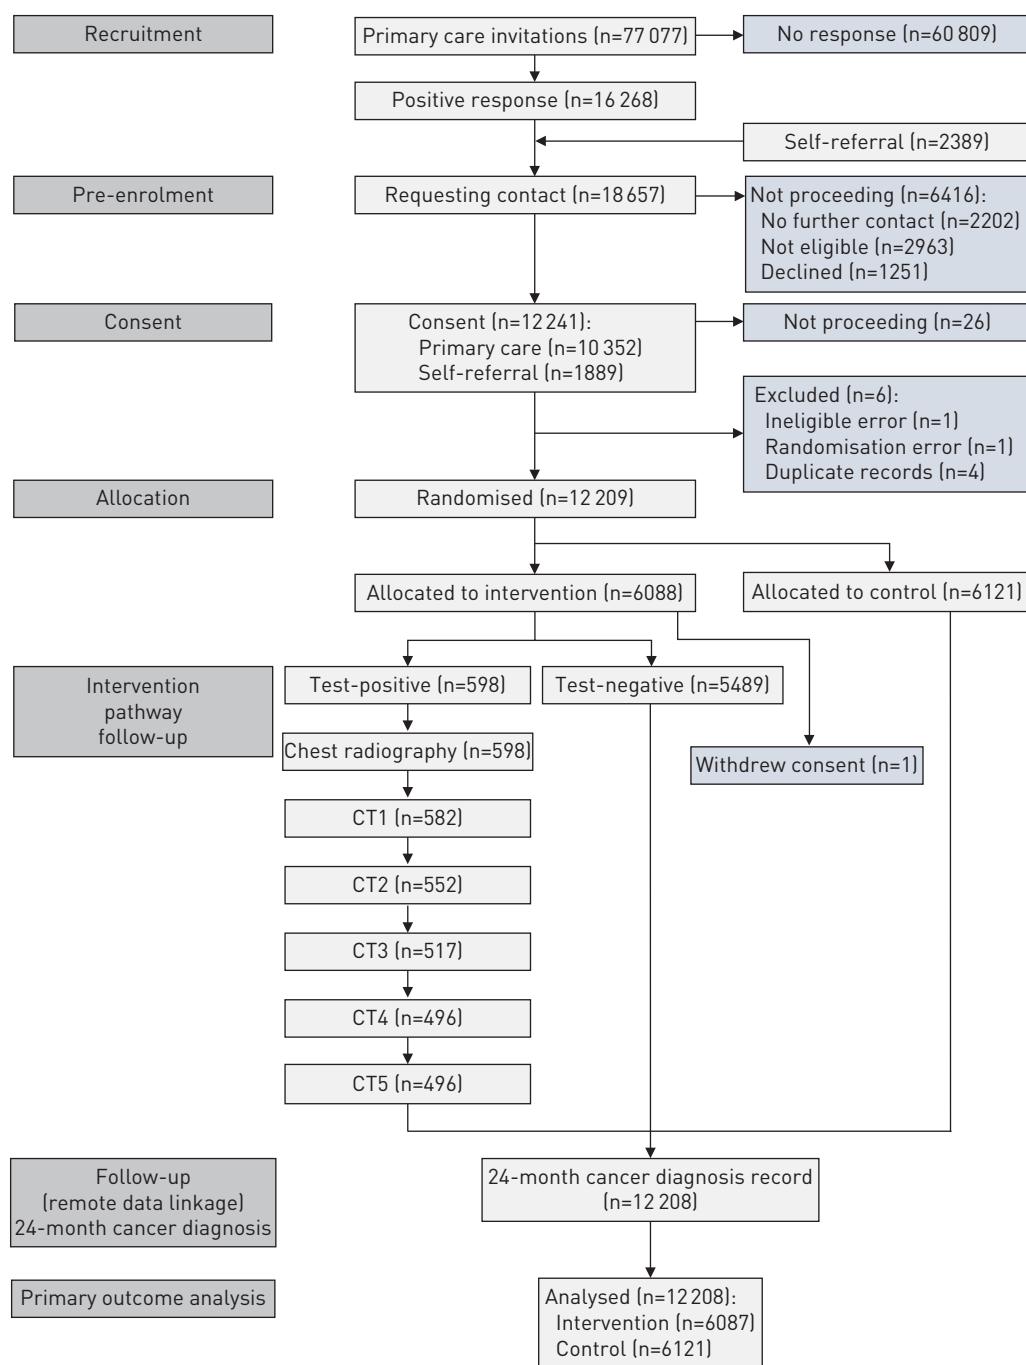 Recruitment
Primary care invitations (n=77 077)
No response (n=60 809)
Positive response (n=16 268)
Self-referral (n=2389)
Pre-enrolment
Requesting contact (n=18 657)
Not proceeding (n=6416):
No further contact (n=2202)
Not eligible (n=2963)
Declined (n=1251)
Consent
Consent (n=12 241):
Primary care (n=10 352)
Self-referral (n=1889)
Not proceeding (n=26)
Excluded (n=6):
Ineligible error (n=1)
Randomisation error (n=1)
Duplicate records (n=4)
Allocation
Randomised (n=12 209)
Allocated to intervention (n=6088)
Allocated to control (n=6121)
Intervention
pathway
follow-up
Test-positive (n=598)
Test-negative (n=5489)
Chest radiography (n=598)
Withdrew consent (n=1)
CT1 (n=582)
CT2 (n=552)
CT3 (n=517)
CT4 (n=496)
CT5 (n=496)
Follow-up
(remote data linkage)
24-month cancer diagnosis
24-month cancer diagnosis record
(n=12 208)
Primary outcome analysis
Analysed (n=12 208):
Intervention (n=6087)
Control (n=6121)